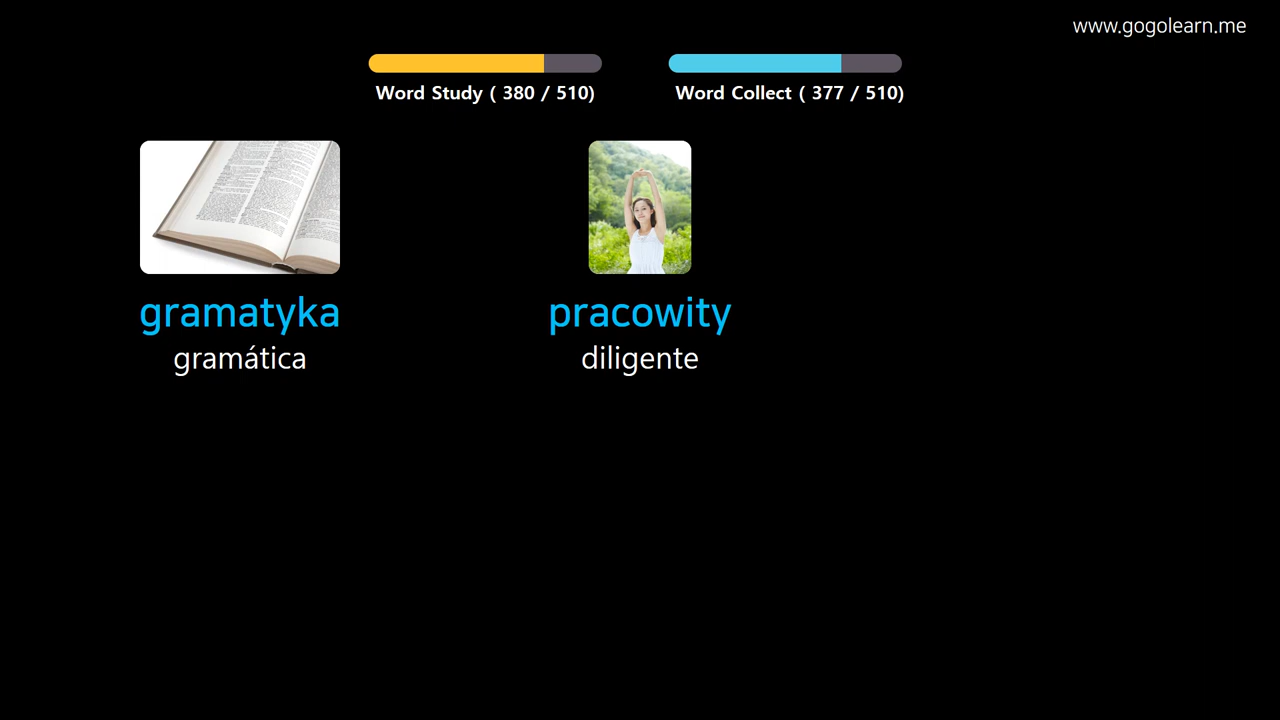 www.gogolearn.me
Word Study ( 380 / 510)
Word Collect ( 377 / 510)
gramatyka
gramática
pracowity
diligente